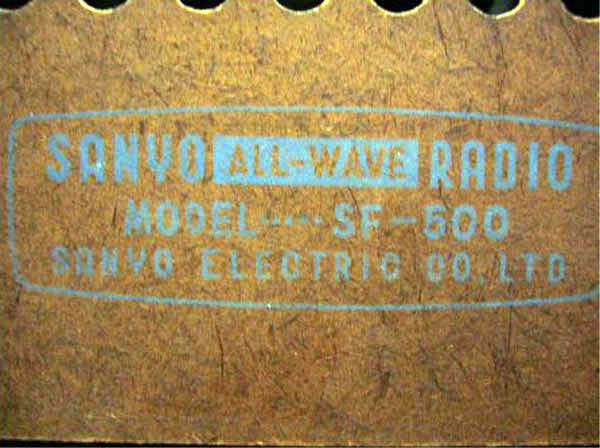 SANYO ALL-WAVE RADIO
MODEL·····SF-500
SANYO ELECTRIC CO., LTD